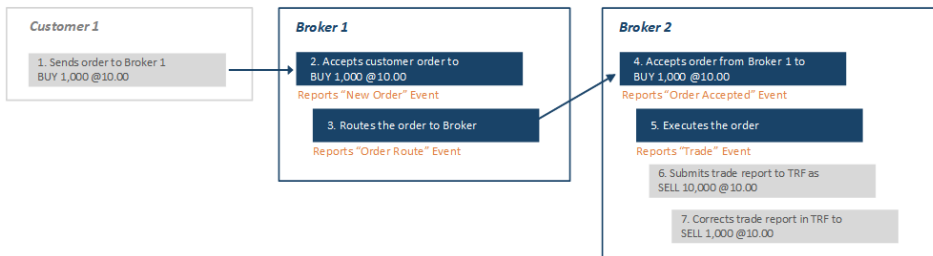 Customer 1
1. Sends order to Broker 1
BUY 1,000 @10.00
Broker 1
2. Accepts customer order to
BUY 1,000 @10.00
Reports “New Order” Event
3. Routes the order to Broker
Reports “Order Route” Event
Broker 2
4. Accepts order from Broker 1 to
BUY 1,000 @10.00
Reports “Order Accepted” Event
5. Executes the order
Reports “Trade” Event
6. Submits trade report to TRF as
SELL 10,000 @10.00
7. Corrects trade report in TRF to
SELL 1,000 @10.00